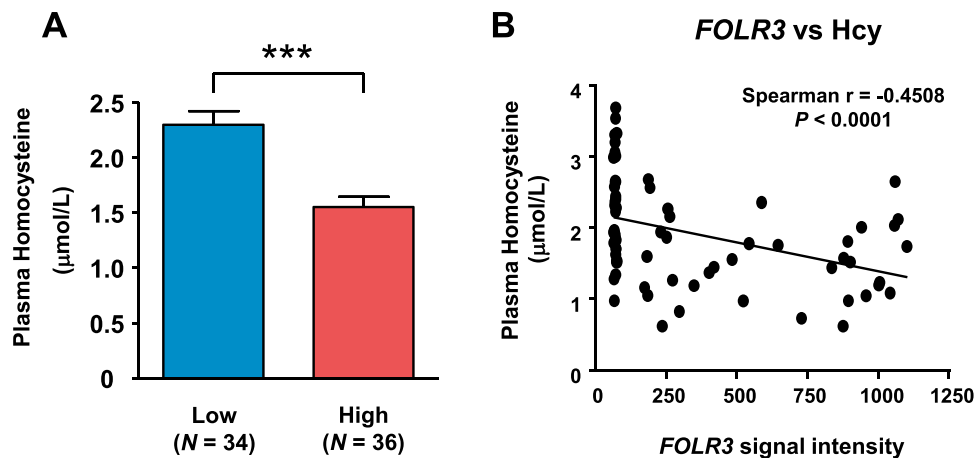 A
***
Plasma Homocysteine
(μmol/L)
2.5
2.0
1.5
1.0
0.5
0
Low
(N = 34)
High
(N = 36)
B
FOLR3 vs Hcy
Spearman r = -0.4508
P < 0.0001
Plasma Homocysteine
(μmol/L)
4
3
2
1
0
0 250 500 750 1000 1250
FOLR3 signal intensity